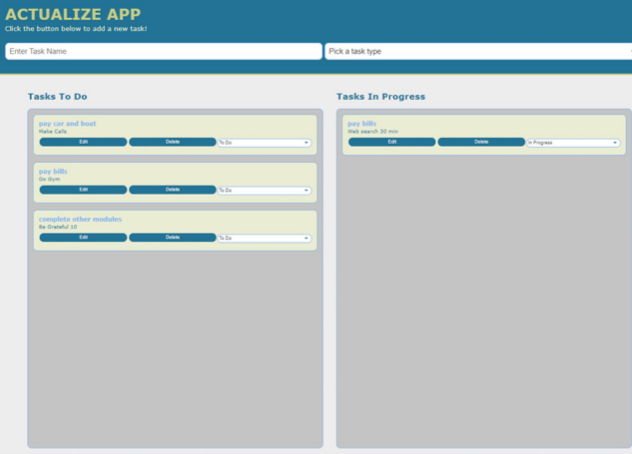 ACTUALIZE APP
Click the button below to add a new task!
Enter Task Name
Pick a task type
Tasks To Do
pay car and boat
Make Calls
Edit
Delete
To Do
pay bills
Go Gym
Edit
Delete
To Do
complete other modules
Be Grateful 10
Edit
Delete
To Do
Tasks In Progress
pay bills
Web search 30 min
Edit
Delete
In Progress